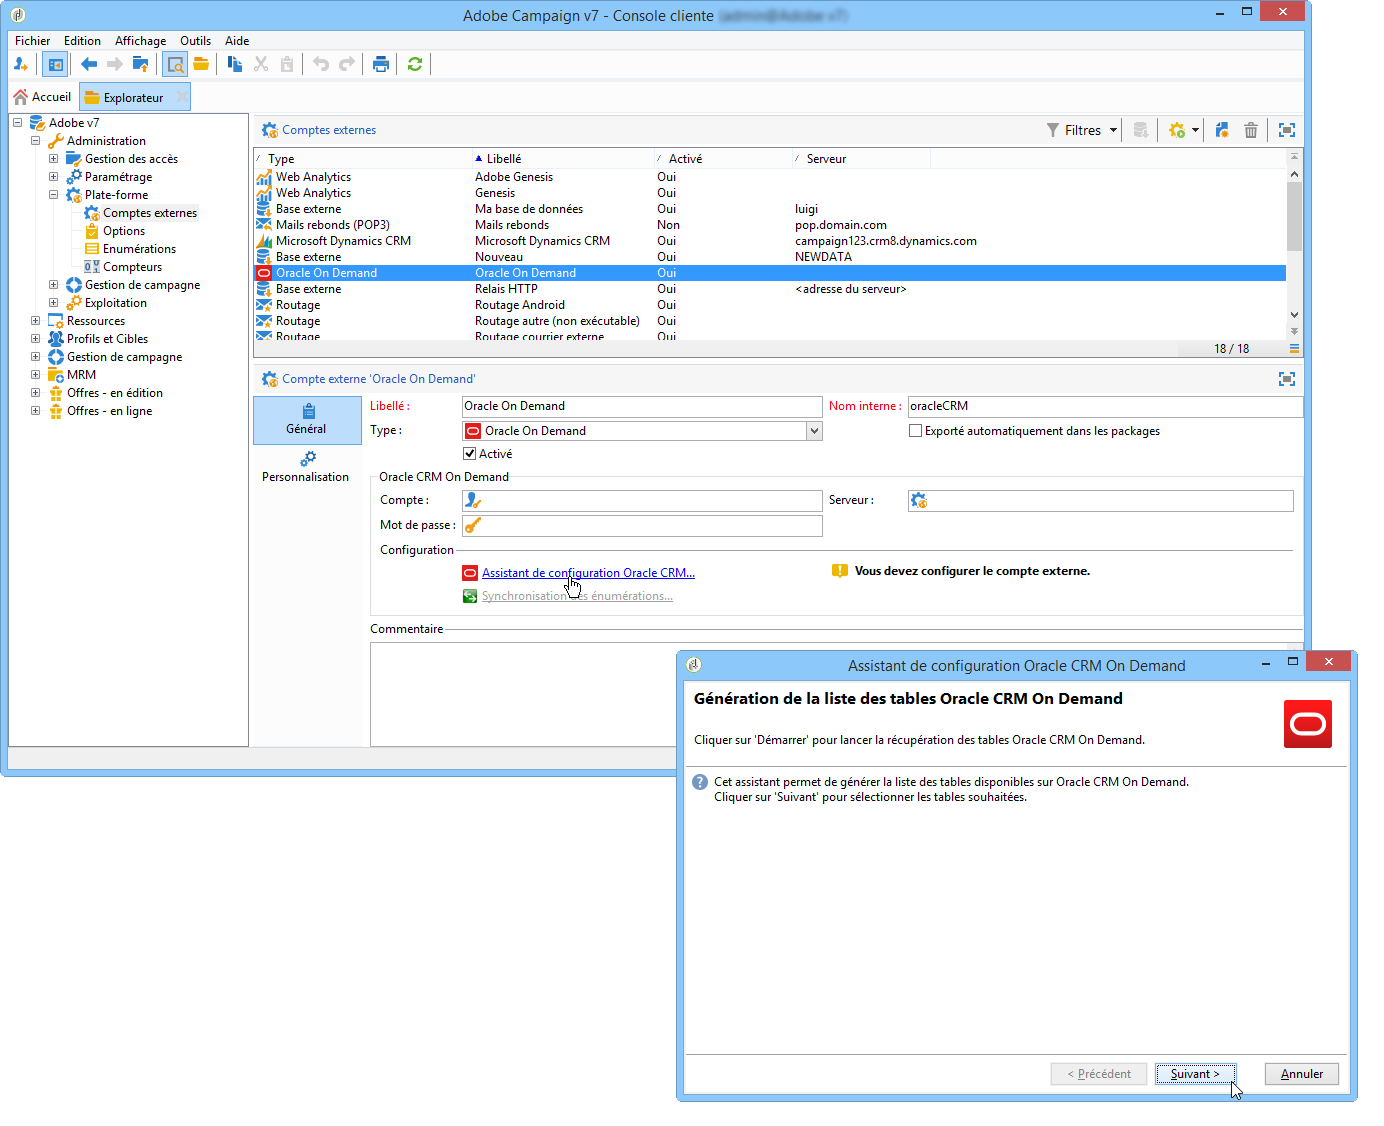 Adobe Campaign v7 - Console cliente
Fichier Edition Affichage Outils Aide
Accueil Explorateur
Adobe v7
Administration
Gestion des accès
Paramétrage
Plate-forme
Comptes externes
Options
Enumérations
Compteurs
Gestion de campagne
Exploitation
Ressources
Profils et Cibles
Gestion de campagne
MRM
Offres - en édition
Offres - en ligne
Comptes externes Filtres
Type Libellé Activé Serveur
Web Analytics Adobe Genesis Oui
Web Analytics Genesis Oui
Base externe Ma base de données Oui luigi
Mails rebonds (POP3) Mails rebonds Non pop.domain.com
Microsoft Dynamics CRM Microsoft Dynamics CRM Oui campaign123.crm8.dynamics.com
Base externe Nouveau Oui NEWDATA
Oracle On Demand Oracle On Demand Oui
Base externe Relais HTTP Oui <adresse du serveur>
Routage Routage Android Oui
Routage Routage autre (non exécutable) Oui
Routage Routage courrier externe Oui
18 / 18
Compte externe 'Oracle On Demand'
Général
Personnalisation
Libellé : Oracle On Demand Nom interne : oracleCRM
Type : Oracle On Demand Exporté automatiquement dans les packages
Activé
Oracle CRM On Demand
Compte : Serveur :
Mot de passe :
Configuration
Assistant de configuration Oracle CRM... Vous devez configurer le compte externe.
Synchronisation des énumérations...
Commentaire
Assistant de configuration Oracle CRM On Demand
Génération de la liste des tables Oracle CRM On Demand
Cliquer sur 'Démarrer' pour lancer la récupération des tables Oracle CRM On Demand.
Cet assistant permet de générer la liste des tables disponibles sur Oracle CRM On Demand.
Cliquer sur 'Suivant' pour sélectionner les tables souhaitées.
< Précédent Suivant > Annuler